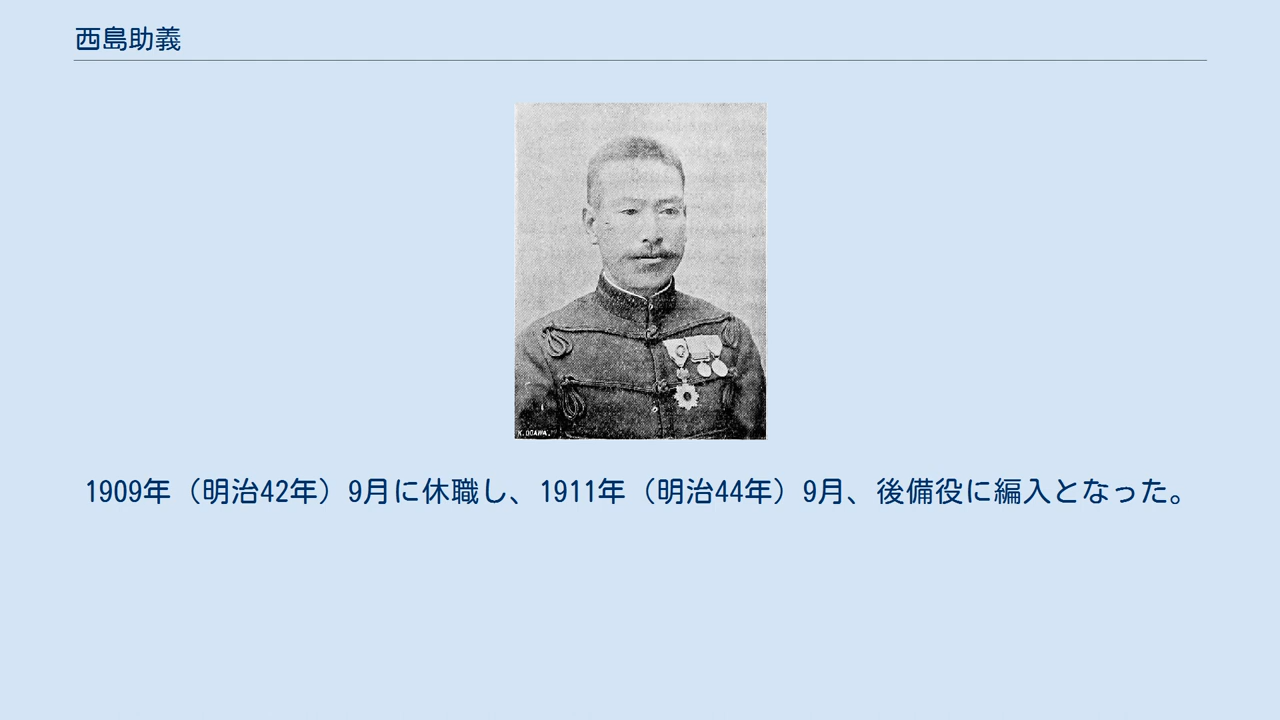 西島助義
K. OGAWA.
1909年（明治42年）9月に休職し、1911年（明治44年）9月、後備役に編入となった。